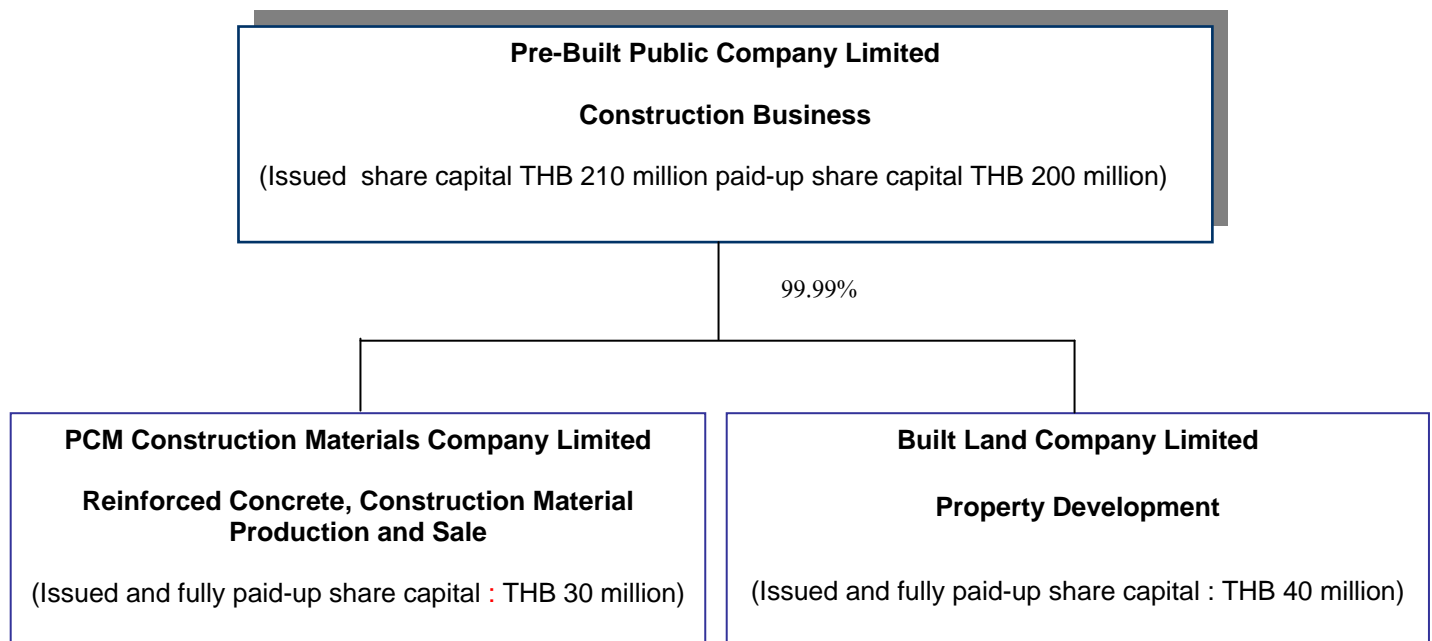 Pre-Built Public Company Limited
Construction Business
(Issued share capital THB 210 million paid-up share capital THB 200 million)
99.99%
PCM Construction Materials Company Limited
Reinforced Concrete, Construction Material
Production and Sale
(Issued and fully paid-up share capital : THB 30 million)
Built Land Company Limited
Property Development
(Issued and fully paid-up share capital : THB 40 million)